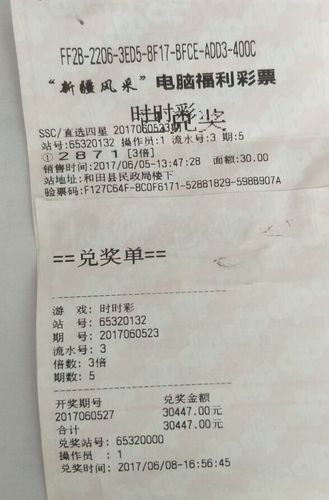 FF2B-2206-3ED5-8F17-BFCE-ADD3-400C
“新疆风采”电脑福利彩票
时时彩
已兑奖
SSC/直选四星 2017060523期
站号:65320132 操作员:1 流水号:3 期:5
① 2 8 7 1 [3倍]
销售时间:2017/06/05-13:47:28 面额:30.00
站地址:和田县民政局楼下
验票码:F127C64F-8C0F6171-52881829-598B907A
==兑奖单==
游 戏: 时时彩
站 号: 65320132
期 号: 2017060523
流水号: 3
倍数: 3倍
期数: 5
开奖期号 兑奖金额
2017060527 30447.00元
合计 30447.00元
兑奖站号: 65320000
操作员 : 1
兑奖时间: 2017/06/08-16:56:45